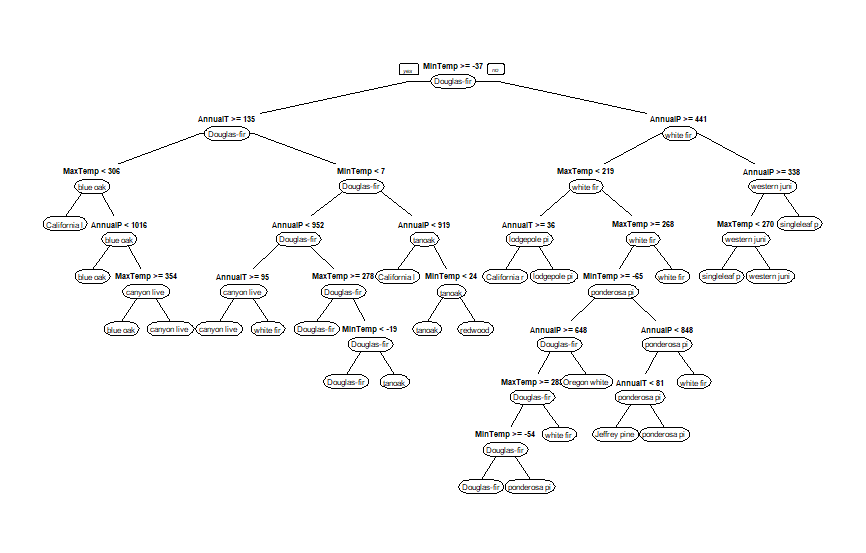 yes MinTemp >= -37 no
Douglas-fir
AnnualT >= 135 AnnualP >= 441
Douglas-fir white fir
MaxTemp < 306 MinTemp < 7 MaxTemp < 219 AnnualP >= 338
blue oak Douglas-fir white fir western juni
California l AnnualP < 1016 AnnualP < 952 AnnualP < 919 AnnualT >= 36 MaxTemp >= 268 MaxTemp < 270 singleleaf p
blue oak Douglas-fir tanoak lodgepole pi white fir western juni
blue oak MaxTemp >= 354 AnnualT >= 95 MaxTemp >= 278 California l MinTemp < 24 California r lodgepole pi MinTemp >= -65 white fir singleleaf p western juni
canyon live canyon live Douglas-fir tanoak ponderosa pi
blue oak canyon live canyon live white fir Douglas-fir MinTemp < -19 tanoak redwood AnnualP >= 648 AnnualP < 848
Douglas-fir Douglas-fir ponderosa pi
Douglas-fir tanoak MaxTemp >= Oregon white AnnualT < 81 white fir
Douglas-fir ponderosa pi
MinTemp >= -54 white fir Jeffrey pine ponderosa pi
Douglas-fir
Douglas-fir ponderosa pi